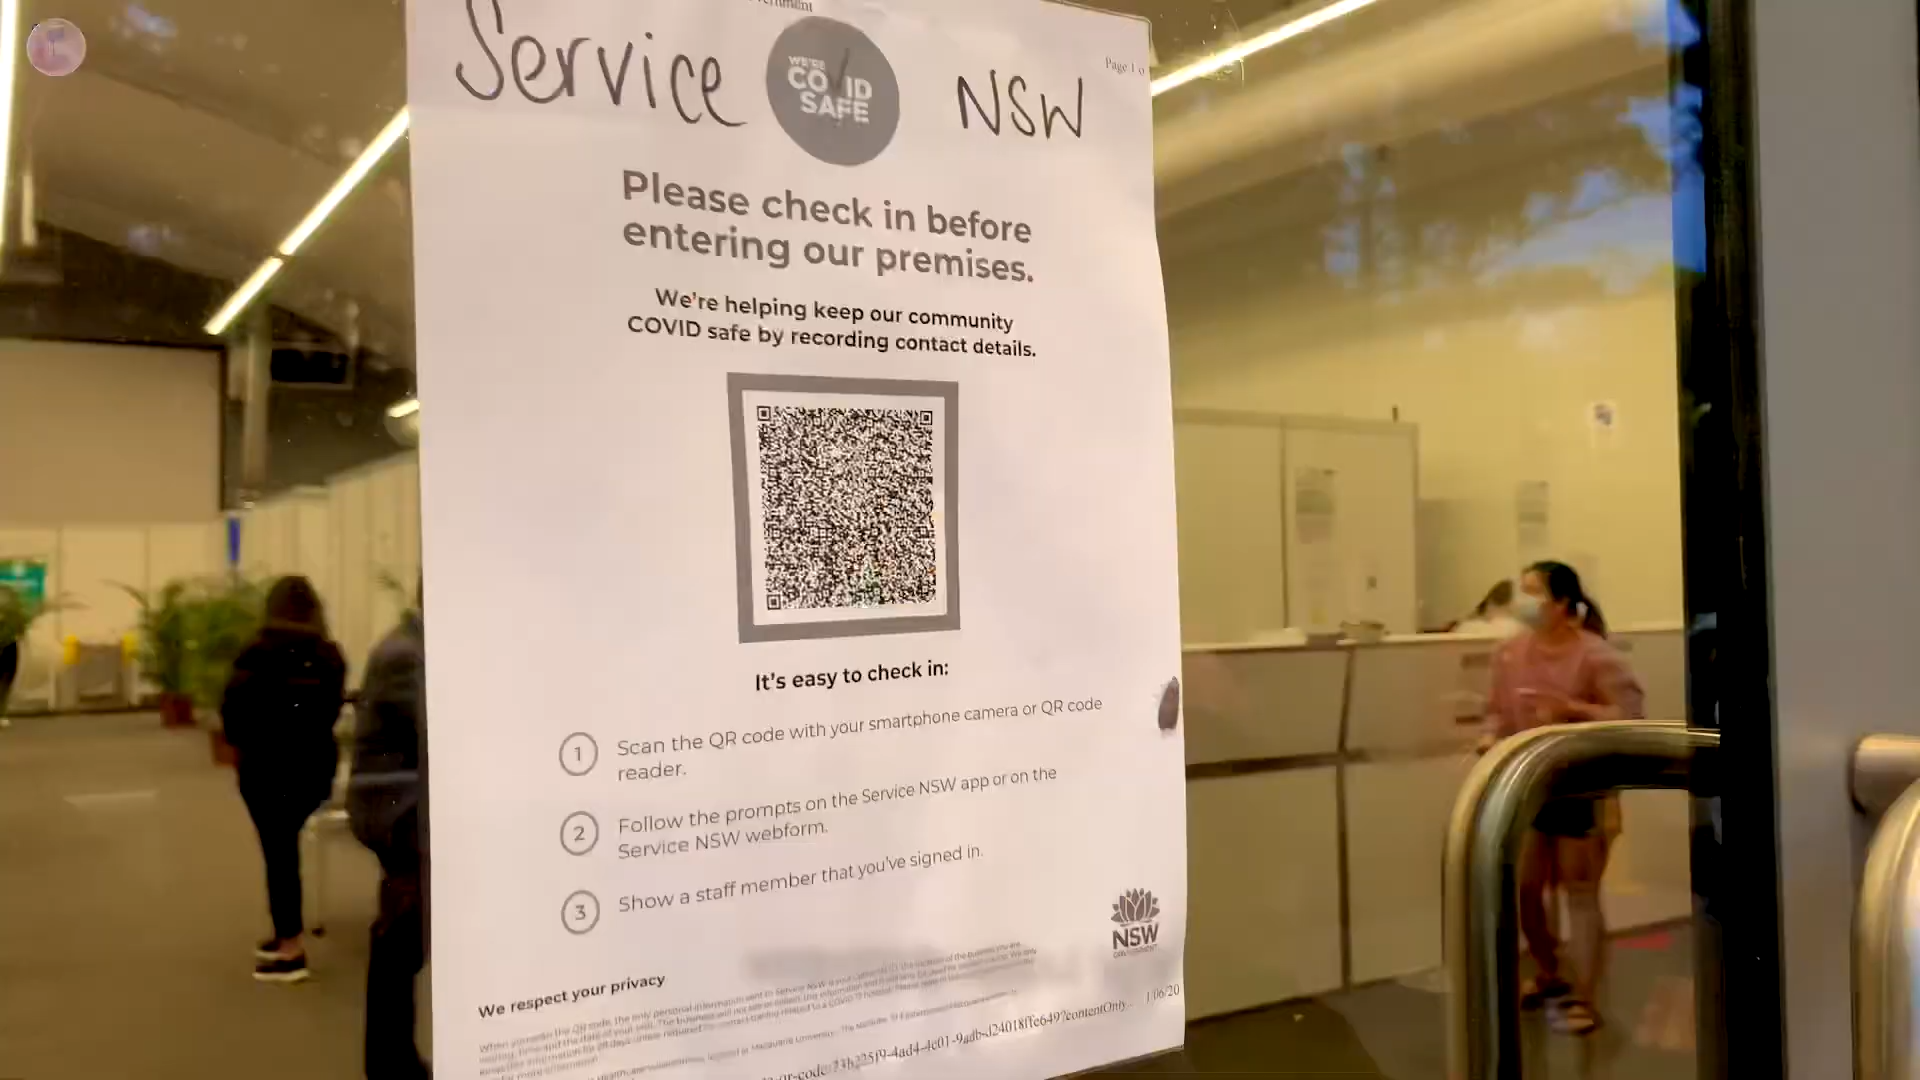 Service NSW
WE'RE
COVID
SAFE
Page 1 o
Please check in before
entering our premises.
We're helping keep our community
COVID safe by recording contact details.
It's easy to check in:
1 Scan the QR code with your smartphone camera or QR code
reader.
2 Follow the prompts on the Service NSW app or on the
Service NSW webform.
3 Show a staff member that you've signed in.
NSW
We respect your privacy